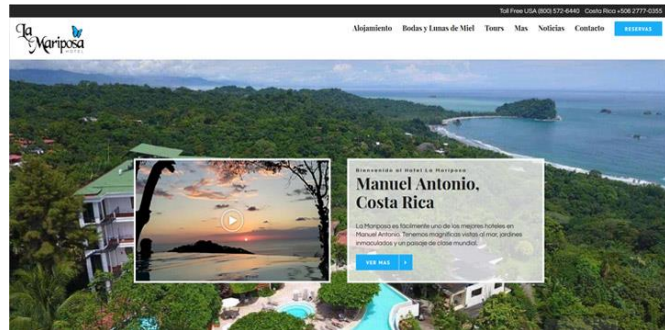 Toll Free USA (800) 572-6440 Costa Rica +506 2777-0355
La
Mariposa
HOTEL
Alojamiento Bodas y Lunas de Miel Tours Mas Noticias Contacto RESERVAS
Bienvenido al Hotel La Mariposa
Manuel Antonio,
Costa Rica
La Mariposa es fácilmente uno de los mejores hoteles en
Manuel Antonio. Tenemos magníficas vistas al mar, jardines
inmaculados y un paisaje de clase mundial.
VER MAS